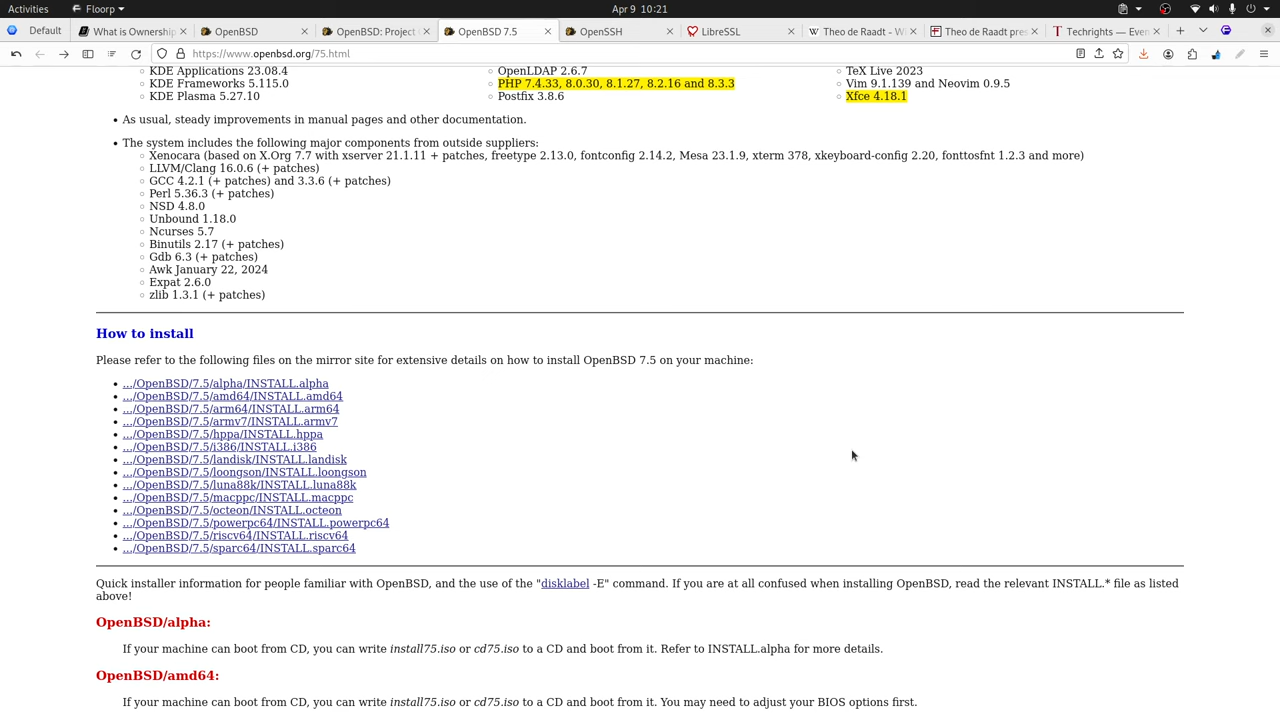 Activities
Floorp
Apr 9 10:21
Default
What is Ownership
OpenBSD
OpenBSD: Project G
OpenBSD 7.5
OpenSSH
LibreSSL
Theo de Raadt - Wi
Theo de Raadt pres
Techrights — Even
https://www.openbsd.org/75.html
KDE Applications 23.08.4
KDE Frameworks 5.115.0
KDE Plasma 5.27.10
OpenLDAP 2.6.7
PHP 7.4.33, 8.0.30, 8.1.27, 8.2.16 and 8.3.3
Postfix 3.8.6
TeX Live 2023
Vim 9.1.139 and Neovim 0.9.5
Xfce 4.18.1
As usual, steady improvements in manual pages and other documentation.
The system includes the following major components from outside suppliers:
Xenocara (based on X.Org 7.7 with xserver 21.1.11 + patches, freetype 2.13.0, fontconfig 2.14.2, Mesa 23.1.9, xterm 378, xkeyboard-config 2.20, fonttosfnt 1.2.3 and more)
LLVM/Clang 16.0.6 (+ patches)
GCC 4.2.1 (+ patches) and 3.3.6 (+ patches)
Perl 5.36.3 (+ patches)
NSD 4.8.0
Unbound 1.18.0
Ncurses 5.7
Binutils 2.17 (+ patches)
Gdb 6.3 (+ patches)
Awk January 22, 2024
Expat 2.6.0
zlib 1.3.1 (+ patches)
How to install
Please refer to the following files on the mirror site for extensive details on how to install OpenBSD 7.5 on your machine:
.../OpenBSD/7.5/alpha/INSTALL.alpha
.../OpenBSD/7.5/amd64/INSTALL.amd64
.../OpenBSD/7.5/arm64/INSTALL.arm64
.../OpenBSD/7.5/armv7/INSTALL.armv7
.../OpenBSD/7.5/hppa/INSTALL.hppa
.../OpenBSD/7.5/i386/INSTALL.i386
.../OpenBSD/7.5/landisk/INSTALL.landisk
.../OpenBSD/7.5/loongson/INSTALL.loongson
.../OpenBSD/7.5/luna88k/INSTALL.luna88k
.../OpenBSD/7.5/macppc/INSTALL.macppc
.../OpenBSD/7.5/octeon/INSTALL.octeon
.../OpenBSD/7.5/powerpc64/INSTALL.powerpc64
.../OpenBSD/7.5/riscv64/INSTALL.riscv64
.../OpenBSD/7.5/sparc64/INSTALL.sparc64
Quick installer information for people familiar with OpenBSD, and the use of the "disklabel -E" command. If you are at all confused when installing OpenBSD, read the relevant INSTALL.* file as listed
above!
OpenBSD/alpha:
If your machine can boot from CD, you can write install75.iso or cd75.iso to a CD and boot from it. Refer to INSTALL.alpha for more details.
OpenBSD/amd64:
If your machine can boot from CD, you can write install75.iso or cd75.iso to a CD and boot from it. You may need to adjust your BIOS options first.